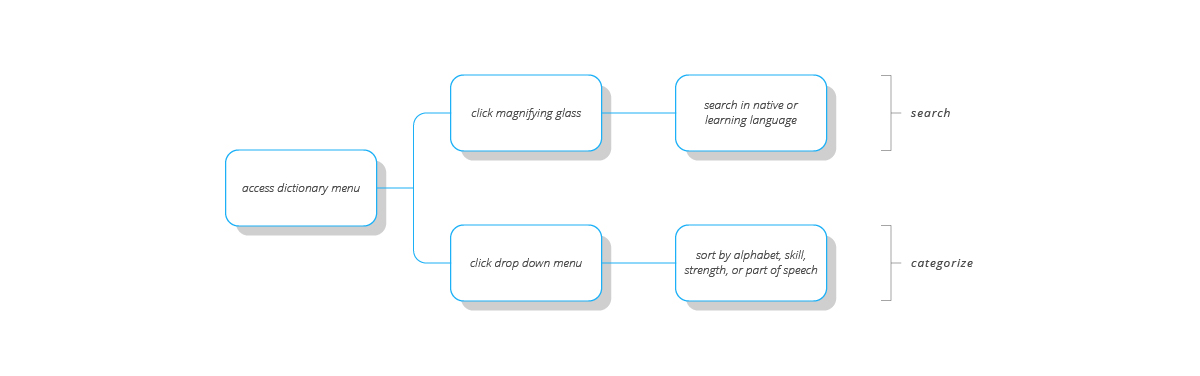 access dictionary menu
click magnifying glass
search in native or
learning language
search
click drop down menu
sort by alphabet, skill,
strength, or part of speech
categorize